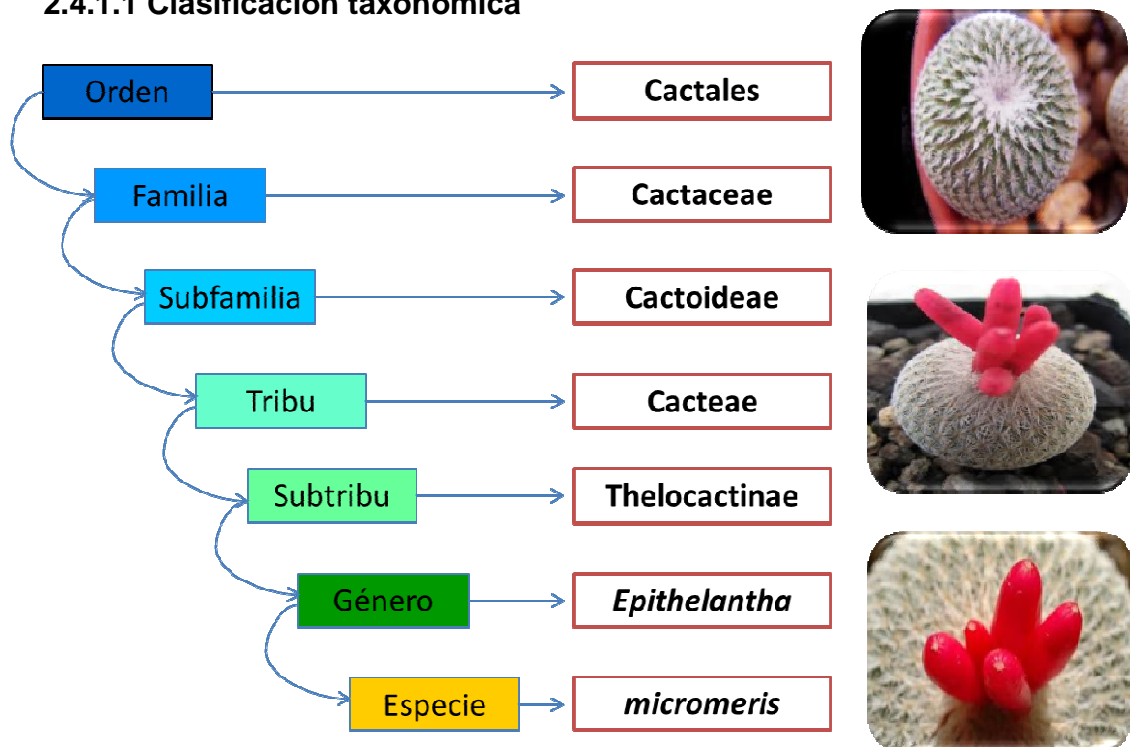 2.4.1.1 Clasificación taxonómica
Orden Cactales
Familia Cactaceae
Subfamilia Cactoideae
Tribu Cacteae
Subtribu Thelocactinae
Género Epithelantha
Especie micromeris